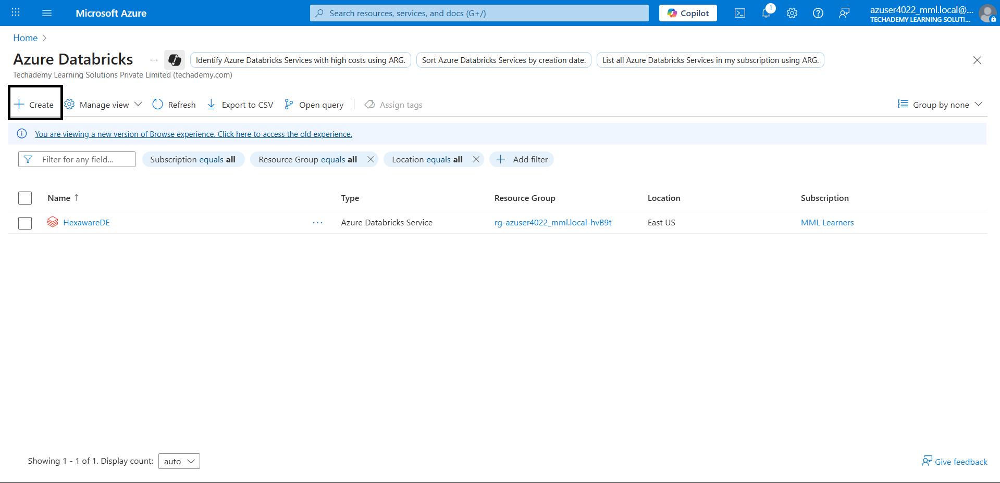 Microsoft Azure
Search resources, services, and docs (G+/)
Copilot
1
azuser4022_mml.local@...
TECHADEMY LEARNING SOLUTI...
Home
Azure Databricks
...
Identify Azure Databricks Services with high costs using ARG.
Sort Azure Databricks Services by creation date.
List all Azure Databricks Services in my subscription using ARG.
Techademy Learning Solutions Private Limited (techademy.com)
Create
Manage view
Refresh
Export to CSV
Open query
Assign tags
Group by none
You are viewing a new version of Browse experience. Click here to access the old experience.
Filter for any field...
Subscription equals all
Resource Group equals all
Location equals all
Add filter
Name ↑
Type
Resource Group
Location
Subscription
HexawareDE
...
Azure Databricks Service
rg-azuser4022_mml.local-hvB9t
East US
MML Learners
Showing 1 - 1 of 1. Display count:
auto
Give feedback